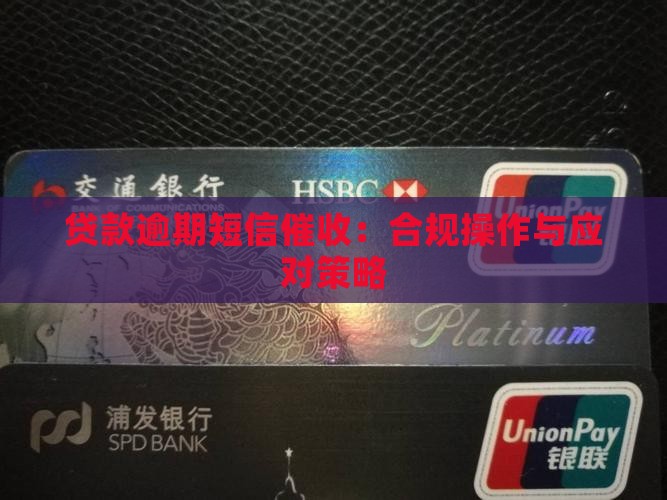 交通銀行
BANK OF COMMUNICATIONS
HSBC
UnionPay
贷款逾期短信催收：合规操作与应
对策略
Platinum
浦发银行
SPD BANK
UnionPay
银联